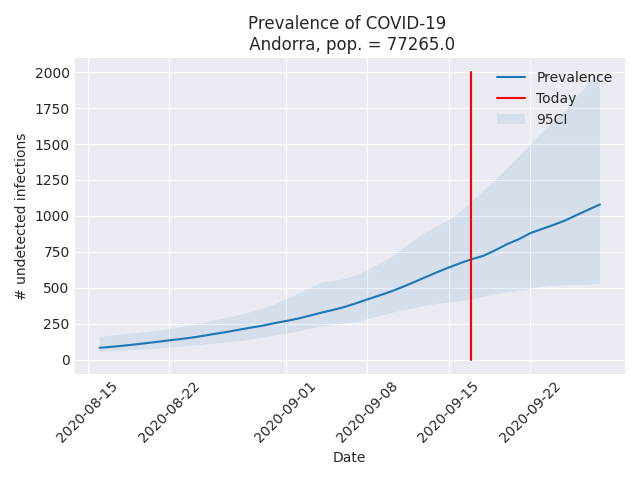 Prevalence of COVID-19
Andorra, pop. = 77265.0
2000
1750
1500
1250
1000
750
500
250
0
# undetected infections
Prevalence
Today
95CI
2020-08-15
2020-08-22
2020-09-01
2020-09-08
2020-09-15
2020-09-22
Date